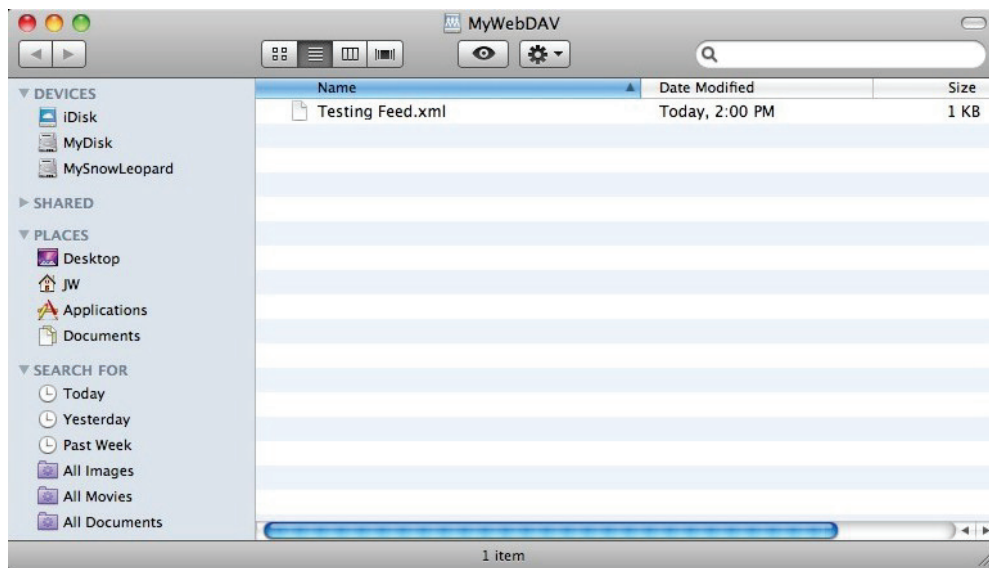 MyWebDAV
DEVICES
iDisk
MyDisk
MySnowLeopard
SHARED
PLACES
Desktop
JW
Applications
Documents
SEARCH FOR
Today
Yesterday
Past Week
All Images
All Movies
All Documents
Name Date Modified Size
Testing Feed.xml Today, 2:00 PM 1 KB
1 item